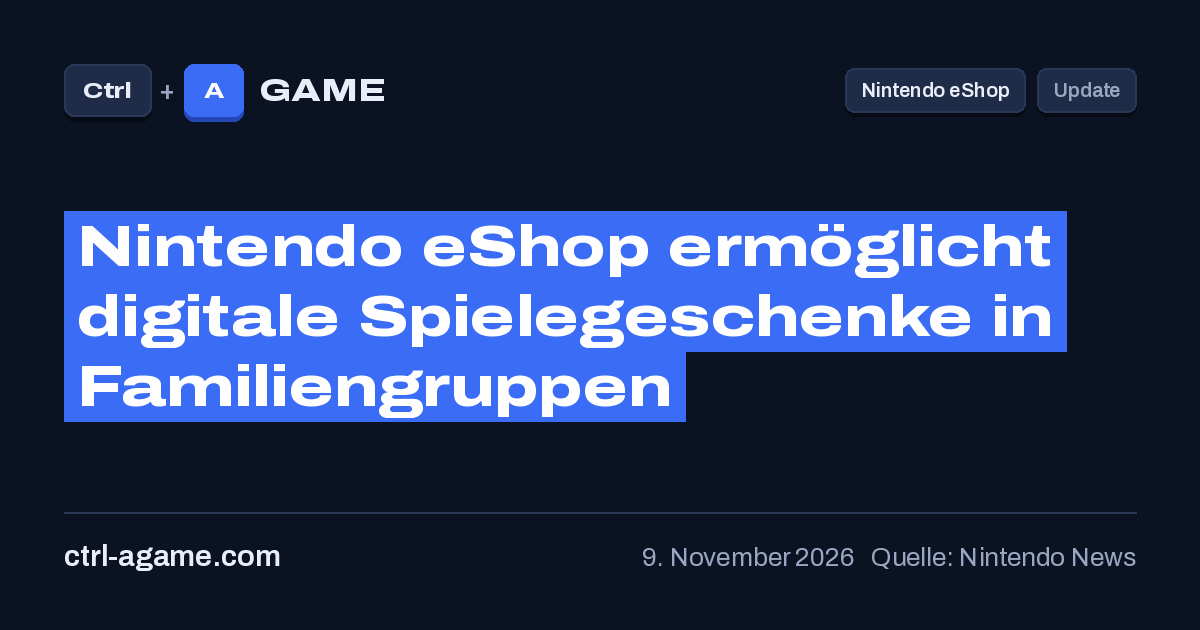 Ctrl + A GAME
Nintendo eShop Update
Nintendo eShop ermöglicht
digitale Spielegeschenke in
Familiengruppen
ctrl-agame.com
9. November 2026 Quelle: Nintendo News